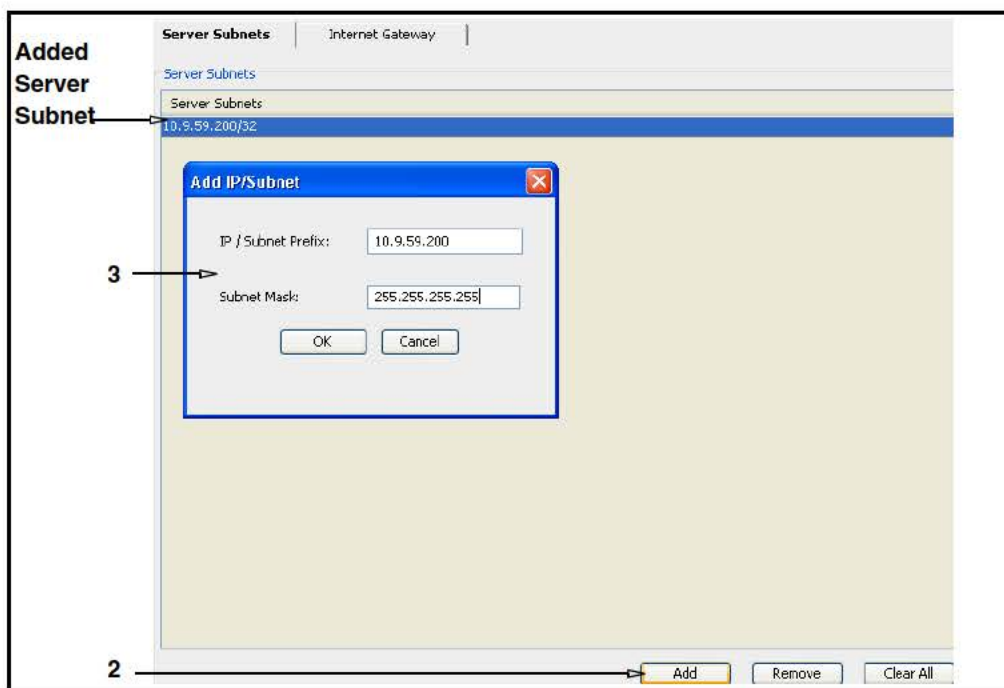 Server Subnets Internet Gateway
Added
Server
Subnet
Server Subnets
Server Subnets
10.9.59.200/32
Add IP/Subnet
IP / Subnet Prefix: 10.9.59.200
3
Subnet Mask: 255.255.255.255
OK Cancel
2
Add Remove Clear All